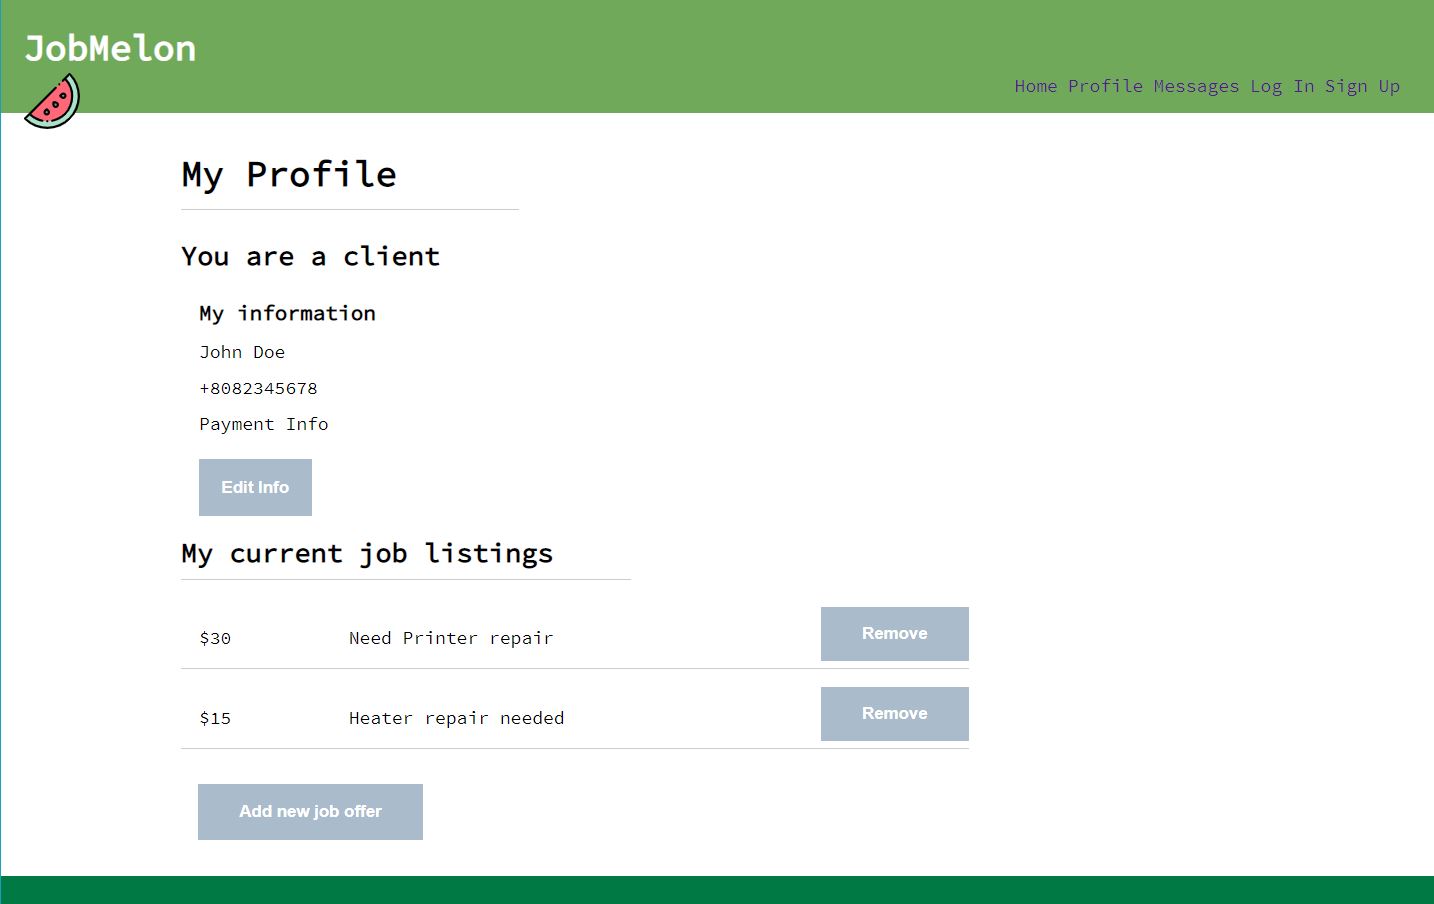 JobMelon
Home Profile Messages Log In Sign Up
My Profile
You are a client
My information
John Doe
+8082345678
Payment Info
Edit Info
My current job listings
$30 Need Printer repair Remove
$15 Heater repair needed Remove
Add new job offer